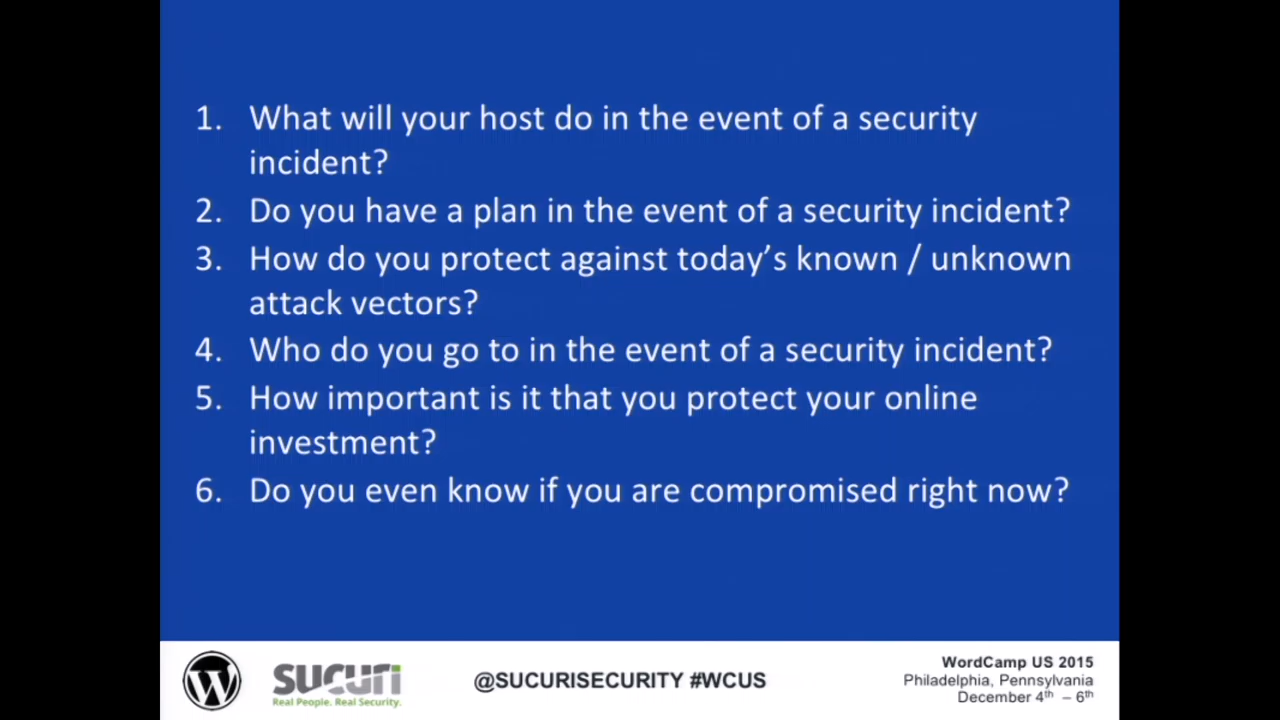 1. What will your host do in the event of a security
incident?
2. Do you have a plan in the event of a security incident?
3. How do you protect against today’s known / unknown
attack vectors?
4. Who do you go to in the event of a security incident?
5. How important is it that you protect your online
investment?
6. Do you even know if you are compromised right now?
W
SUCURI
Real People. Real Security.
@SUCURISECURITY #WCUS
WordCamp US 2015
Philadelphia, Pennsylvania
December 4th – 6th